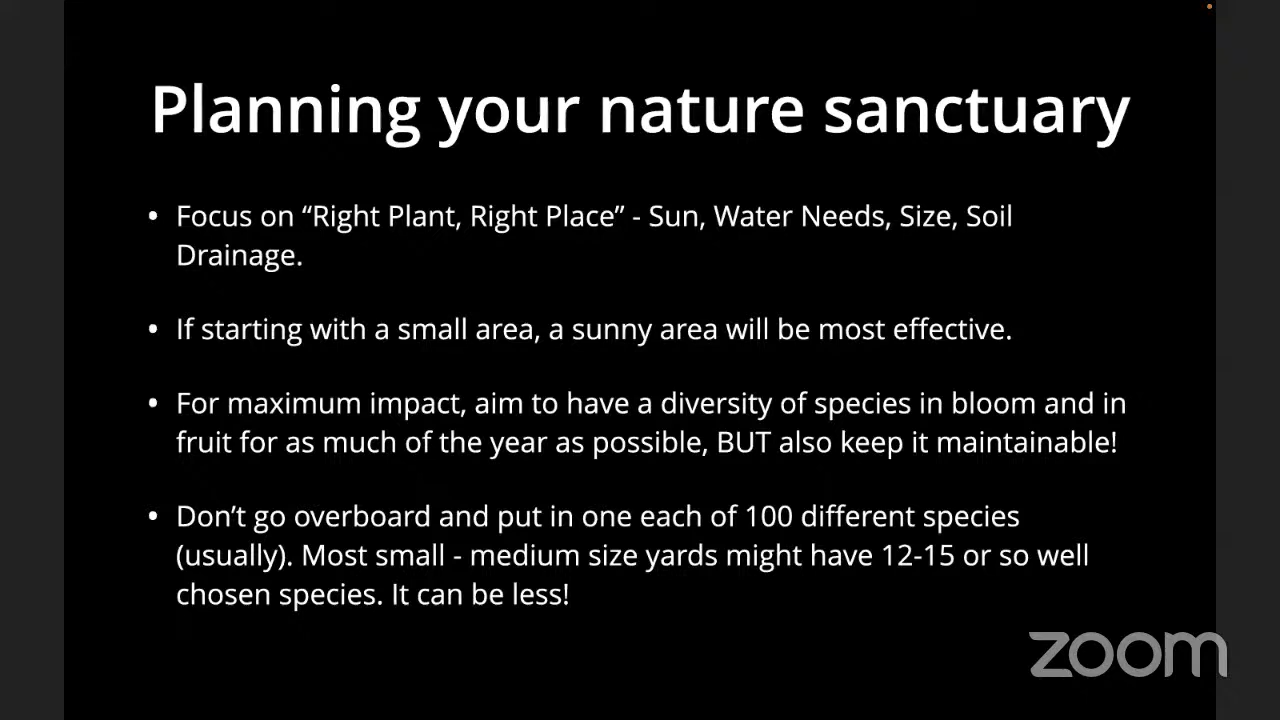 Planning your nature sanctuary
• Focus on “Right Plant, Right Place” - Sun, Water Needs, Size, Soil
Drainage.
• If starting with a small area, a sunny area will be most effective.
• For maximum impact, aim to have a diversity of species in bloom and in
fruit for as much of the year as possible, BUT also keep it maintainable!
• Don’t go overboard and put in one each of 100 different species
(usually). Most small - medium size yards might have 12-15 or so well
chosen species. It can be less!
zoom